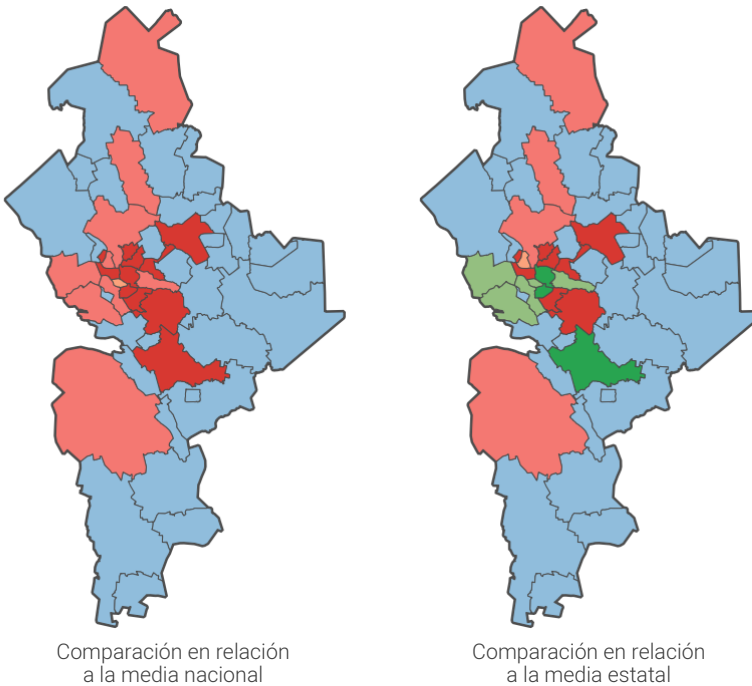 Comparación en relación
a la media nacional
Comparación en relación
a la media estatal